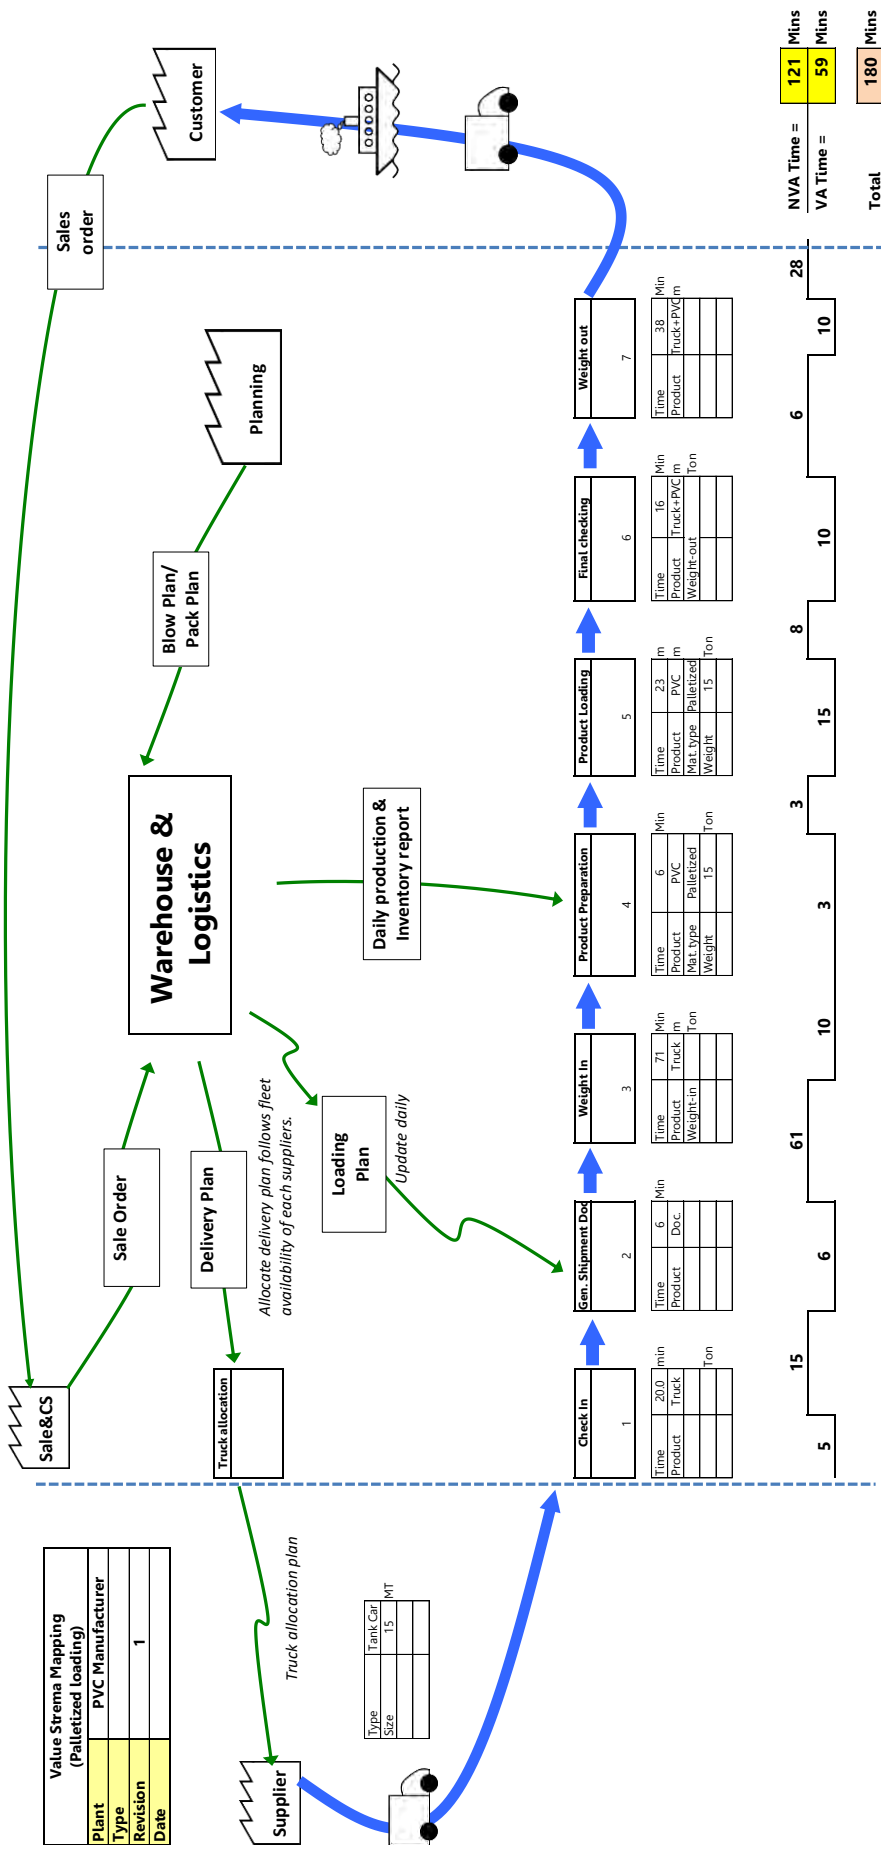 Value Strema Mapping
(Palletized loading)
Plant PVC Manufacturer
Type
Revision 1
Date
Sale&CS
Sales
order
Customer
Sale Order
Warehouse &
Logistics
Blow Plan/
Pack Plan
Planning
Delivery Plan
Allocate delivery plan follows fleet
availability of each suppliers.
Truck allocation
Truck allocation plan
Supplier
Loading
Plan
Update daily
Daily production &
Inventory report
Type Tank Car
Size 15 MT
Check In
1
Time 20.0 min
Product Truck
Ton
Gen. Shipment Doc
2
Time 6 Min
Product Doc.
Weight In
3
Time 71 Min
Product Truck m
Weight-in Ton
Product Preparation
4
Time 6 Min
Product PVC
Mat. type Palletized
Weight 15 Ton
Product Loading
5
Time 23 m
Product PVC m
Mat. type Palletized
Weight 15 Ton
Final checking
6
Time 16 Min
Product Truck+PVC m
Weight-out Ton
Weight out
7
Time 38 Min
Product Truck+PVC m
5 15 6 61 10 3 3 15 8 10 6 10 28
NVA Time = 121 Mins
VA Time = 59 Mins
Total 180 Mins